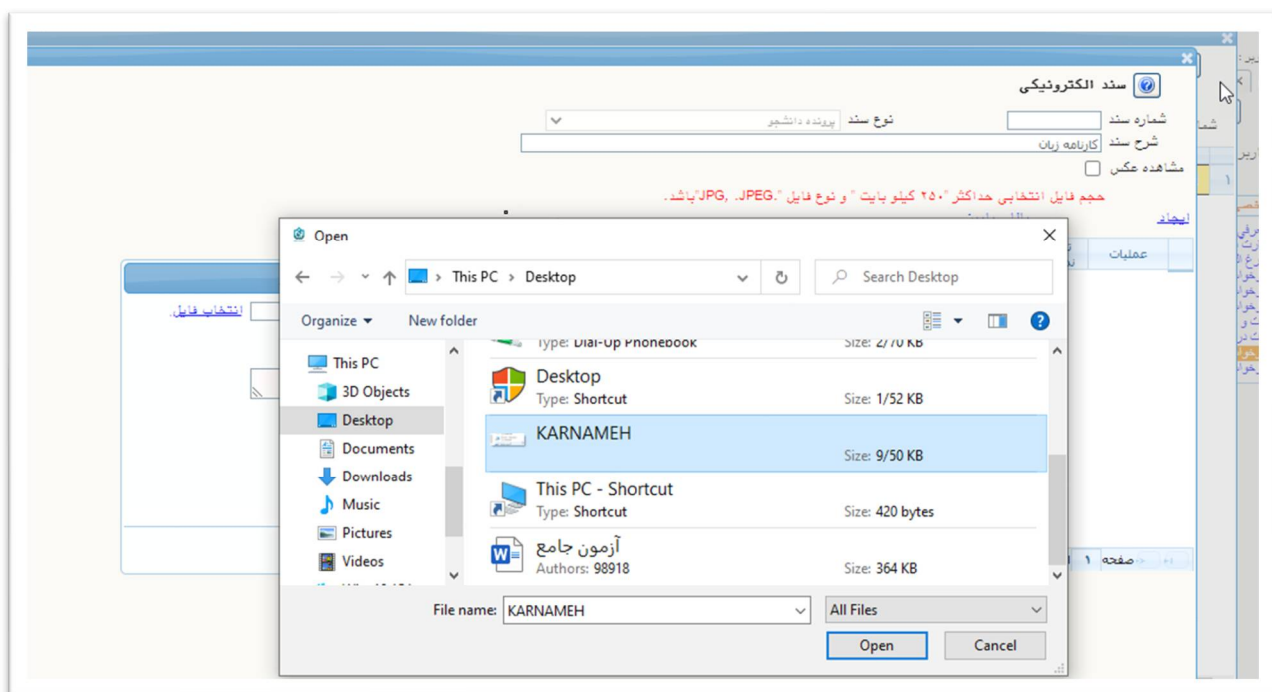 سند الکترونیکی
شماره سند
نوع سند
پرونده دانشجو
شرح سند
کارنامه زبان
مشاهده عکس
حجم فایل انتخابی حداکثر "۲۵۰ کیلو بایت " و نوع فایل "JPG, .JPEG."باشد.
ایجاد
عملیات
انتخاب فایل
صفحه ۱
Open
This PC > Desktop
Search Desktop
Organize
New folder
This PC
3D Objects
Desktop
Documents
Downloads
Music
Pictures
Videos
Type: Dial-Up Phonebook
Size: 2/70 KB
Desktop
Type: Shortcut
Size: 1/52 KB
KARNAMEH
Size: 9/50 KB
This PC - Shortcut
Type: Shortcut
Size: 420 bytes
آزمون جامع
Authors: 98918
Size: 364 KB
File name: KARNAMEH
All Files
Open
Cancel